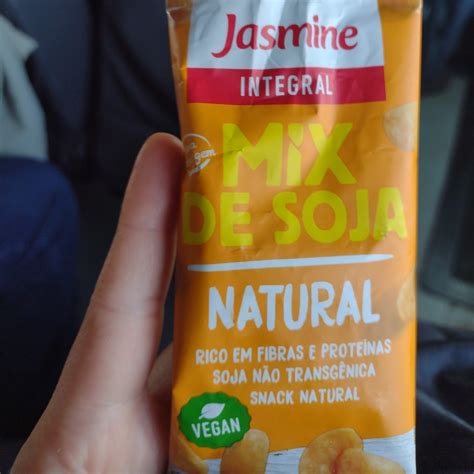 Jasmine
INTEGRAL
MiX
DE SOJA
NATURAL
RICO EM FIBRAS E PROTEÍNAS
SOJA NÃO TRANSGÊNICA
SNACK NATURAL
VEGAN